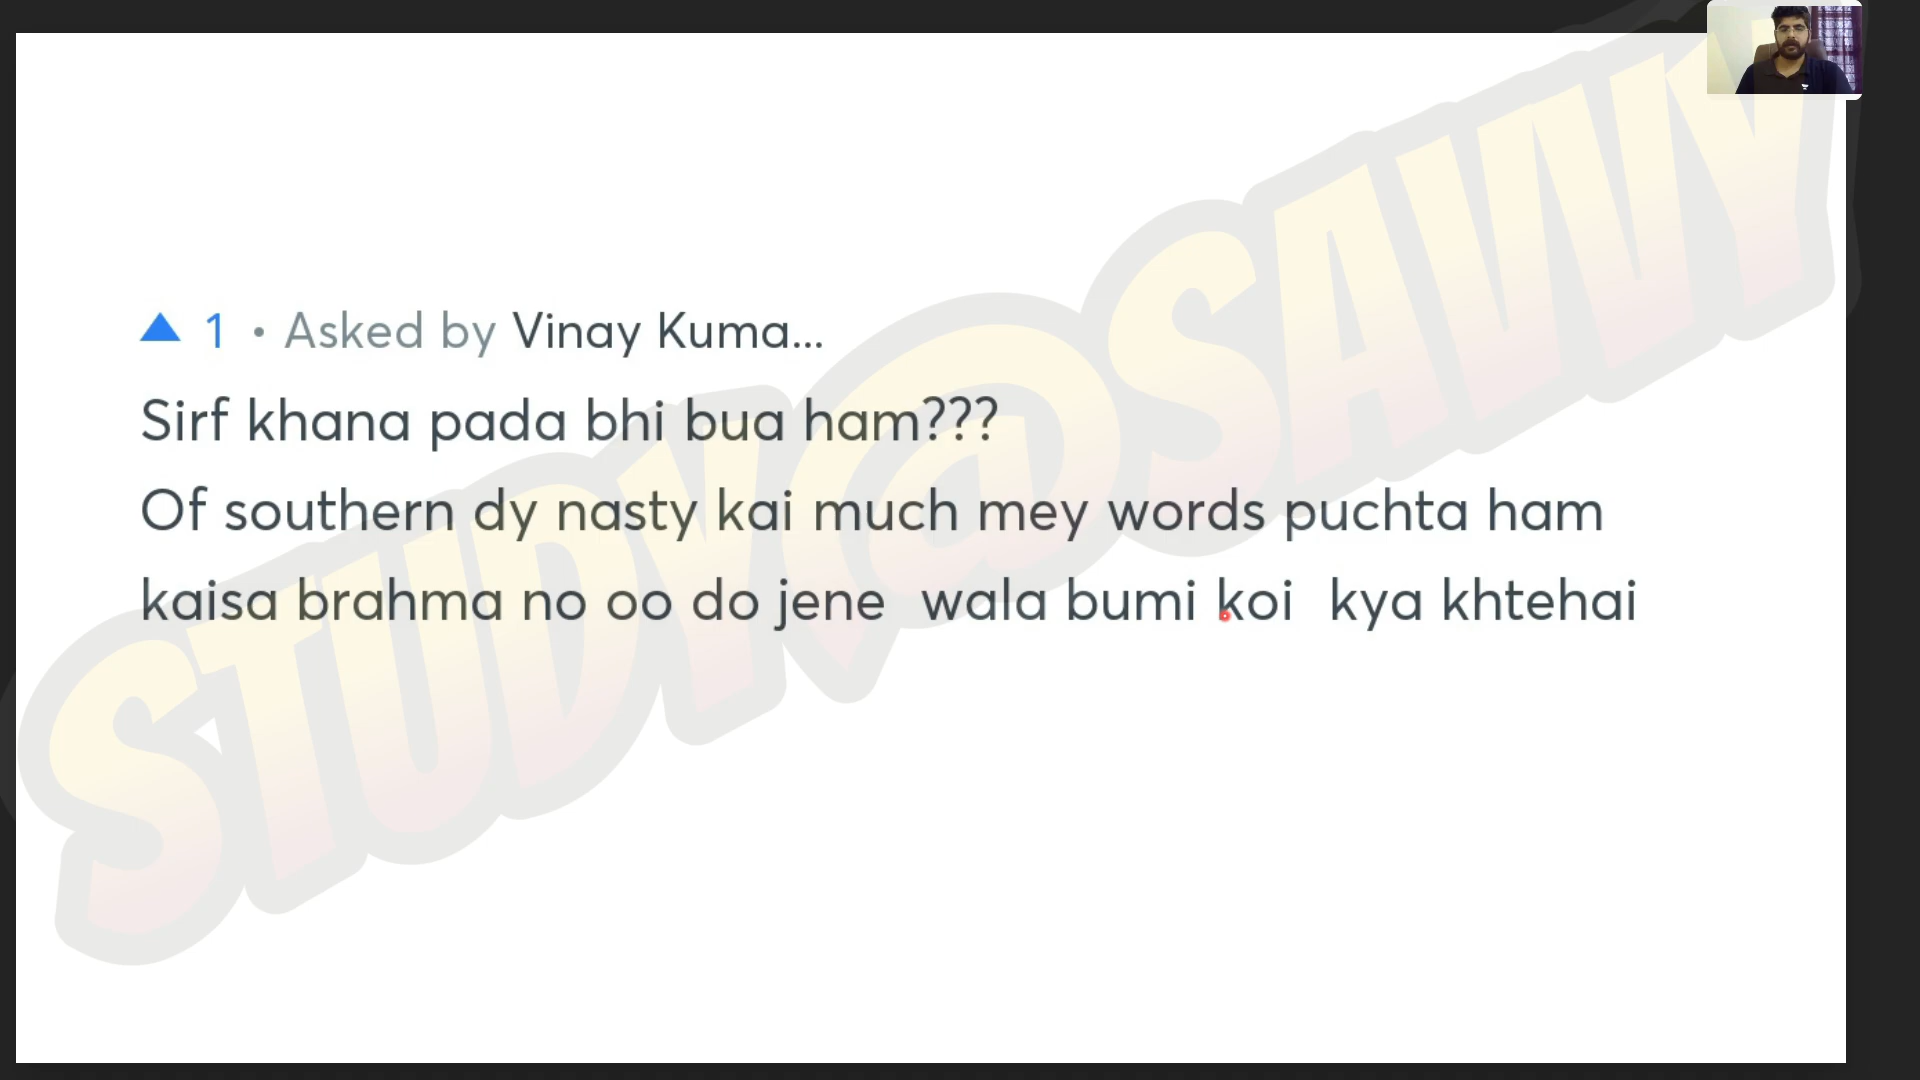 ▲ 1 • Asked by Vinay Kuma...
Sirf khana pada bhi bua ham???
Of southern dy nasty kai much mey words puchta ham
kaisa brahma no oo do jene wala bumi koi kya khtehai
STUDY@SAVVY